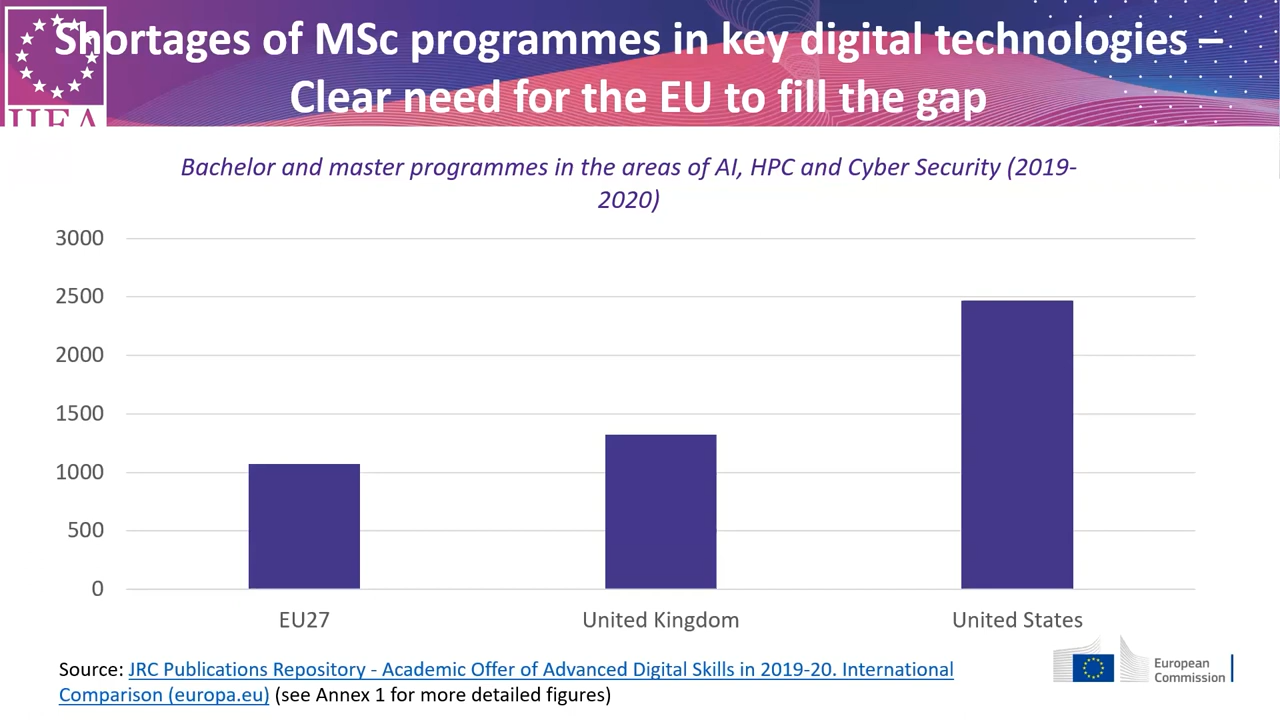 Shortages of MSc programmes in key digital technologies –
Clear need for the EU to fill the gap
IIEA
Bachelor and master programmes in the areas of AI, HPC and Cyber Security (2019-
2020)
3000
2500
2000
1500
1000
500
0
EU27
United Kingdom
United States
Source: JRC Publications Repository - Academic Offer of Advanced Digital Skills in 2019-20. International
Comparison (europa.eu) (see Annex 1 for more detailed figures)
European
Commission